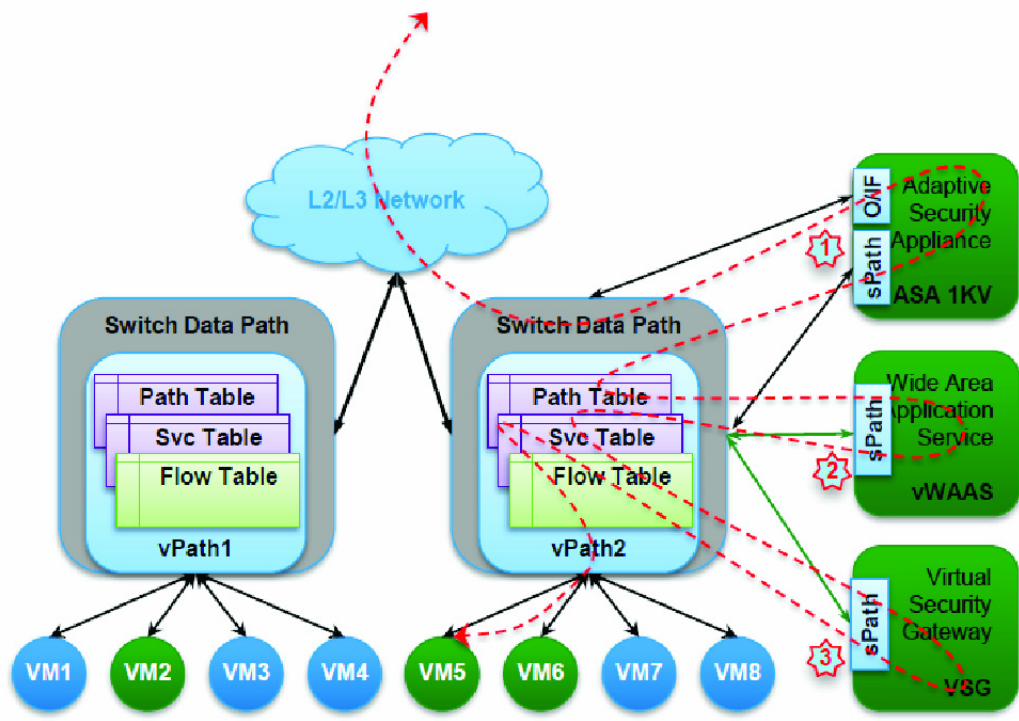 L2/L3 Network
Switch Data Path
Path Table
Svc Table
Flow Table
vPath1
VM1
VM2
VM3
VM4
Switch Data Path
Path Table
Svc Table
Flow Table
vPath2
VM5
VM6
VM7
VM8
O/IF
sPath
1
Adaptive
Security
Appliance
ASA 1KV
sPath
2
Wide Area
Application
Service
vWAAS
sPath
3
Virtual
Security
Gateway
VSG